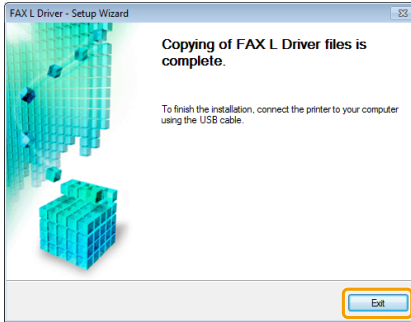 FAX L Driver - Setup Wizard
Copying of FAX L Driver files is
complete.
To finish the installation, connect the printer to your computer
using the USB cable.
Exit